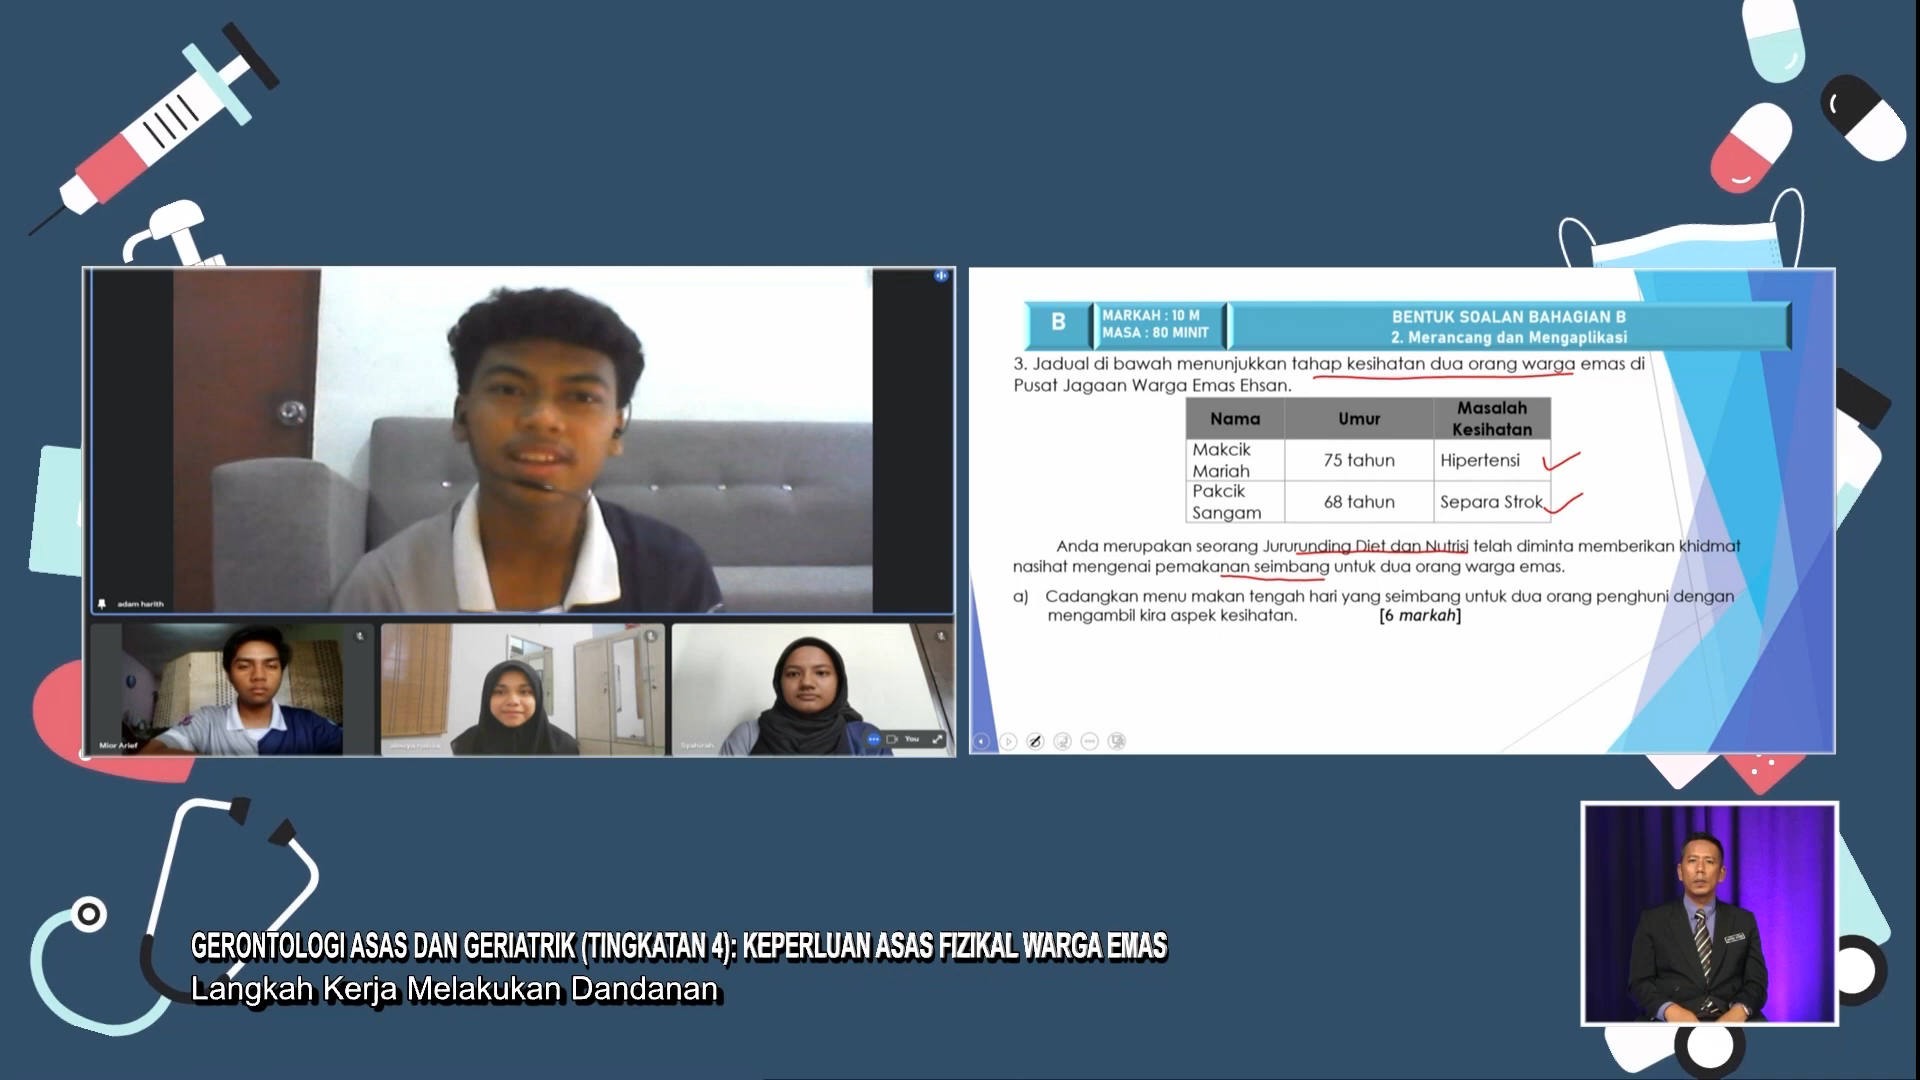 adam harith
Mior Arief
Syahirah
You
B
MARKAH : 10 M
MASA : 80 MINIT
BENTUK SOALAN BAHAGIAN B
2. Merancang dan Mengaplikasi
3. Jadual di bawah menunjukkan tahap kesihatan dua orang warga emas di
Pusat Jagaan Warga Emas Ehsan.
Nama
Umur
Masalah
Kesihatan
Makcik
Mariah
75 tahun
Hipertensi
Pakcik
Sangam
68 tahun
Separa Strok
Anda merupakan seorang Jururunding Diet dan Nutrisi telah diminta memberikan khidmat
nasihat mengenai pemakanan seimbang untuk dua orang warga emas.
a) Cadangkan menu makan tengah hari yang seimbang untuk dua orang penghuni dengan
mengambil kira aspek kesihatan. [6 markah]
GERONTOLOGI ASAS DAN GERIATRIK (TINGKATAN 4): KEPERLUAN ASAS FIZIKAL WARGA EMAS
Langkah Kerja Melakukan Dandanan